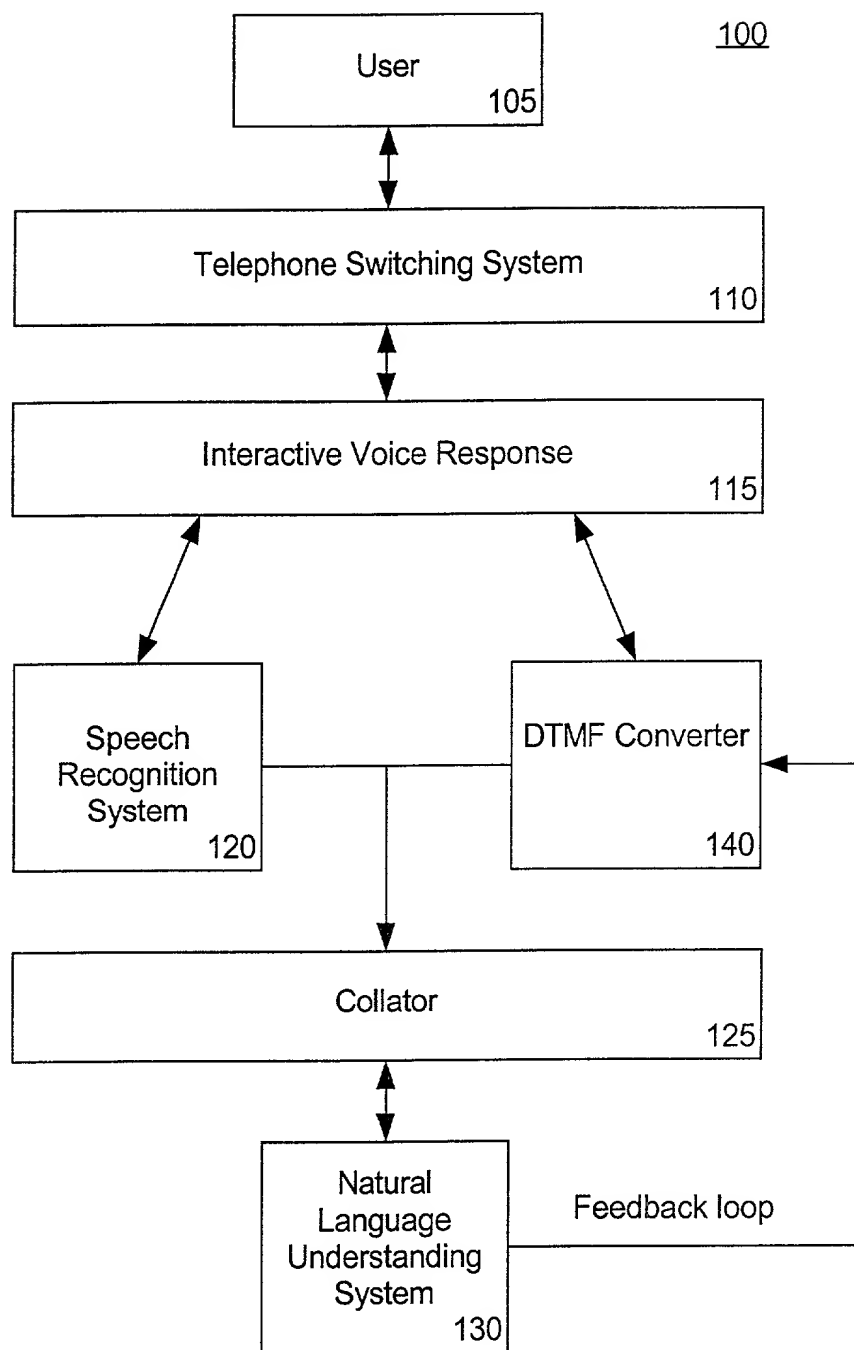 100
User
105
Telephone Switching System
110
Interactive Voice Response
115
Speech
Recognition
System
120
DTMF Converter
140
Collator
125
Natural
Language
Understanding
System
130
Feedback loop